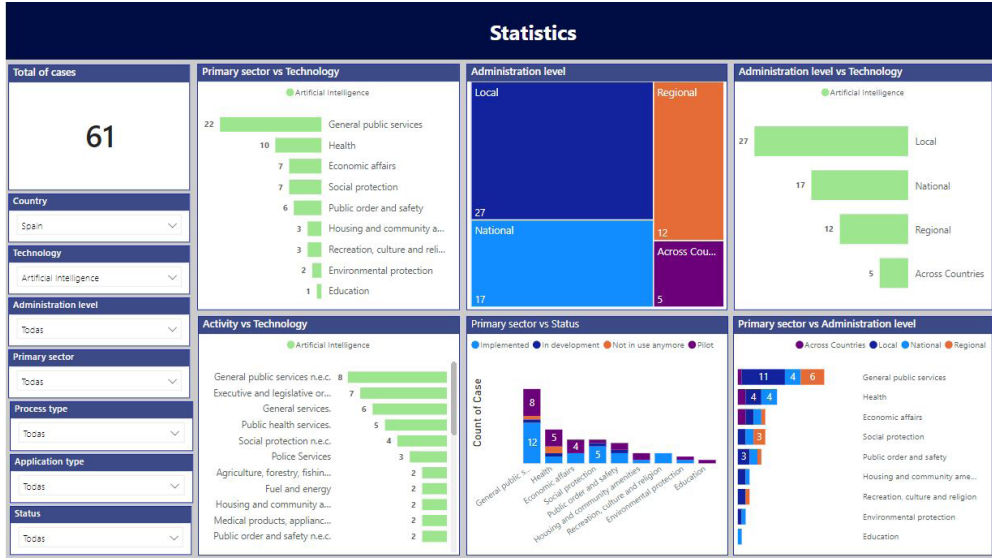 Statistics
Total of cases
61
Country
Spain
Technology
Artificial Intelligence
Administration level
Todas
Primary sector
Todas
Process type
Todas
Application type
Todas
Status
Todas
Primary sector vs Technology
Artificial Intelligence
22 General public services
10 Health
7 Economic affairs
7 Social protection
6 Public order and safety
3 Housing and community a...
3 Recreation, culture and reli...
2 Environmental protection
1 Education
Administration level
Local
27
Regional
12
National
17
Across Cou...
5
Administration level vs Technology
Artificial Intelligence
27 Local
17 National
12 Regional
5 Across Countries
Activity vs Technology
Artificial Intelligence
General public services n.e.c. 8
Executive and legislative or... 7
General services. 6
Public health services. 5
Social protection n.e.c. 4
Police Services 3
Agriculture, forestry, fishin... 2
Fuel and energy 2
Housing and community a... 2
Medical products, applianc... 2
Public order and safety n.e.c. 2
Primary sector vs Status
Implemented In development Not in use anymore Pilot
Count of Case
8
12
5
4
5
General public s...
Health
Economic affairs
Social protection
Public order and safety
Housing and community amenities
Recreation, culture and religion
Environmental protection
Education
Primary sector vs Administration level
Across Countries Local National Regional
11 4 6 General public services
4 4 Health
Economic affairs
3 Social protection
3 Public order and safety
Housing and community ame...
Recreation, culture and religion
Environmental protection
Education